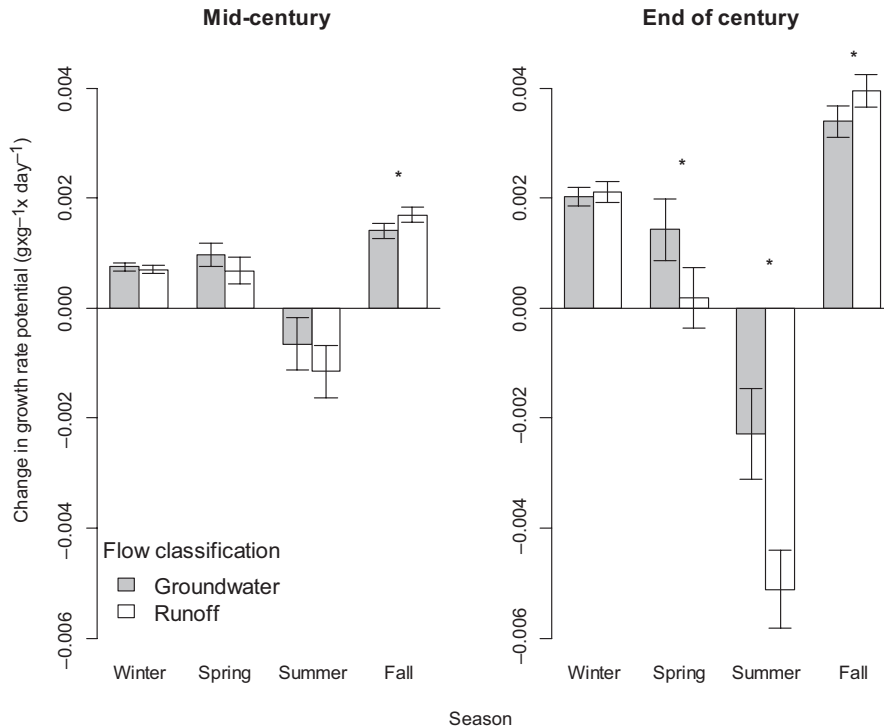 Mid-century
End of century
Change in growth rate potential (gxg⁻¹x day⁻¹)
0.004
0.002
0.000
−0.002
−0.004
−0.006
*
Flow classification
Groundwater
Runoff
Winter Spring Summer Fall
0.004
0.002
0.000
−0.002
−0.004
−0.006
*
*
*
Winter Spring Summer Fall
Season